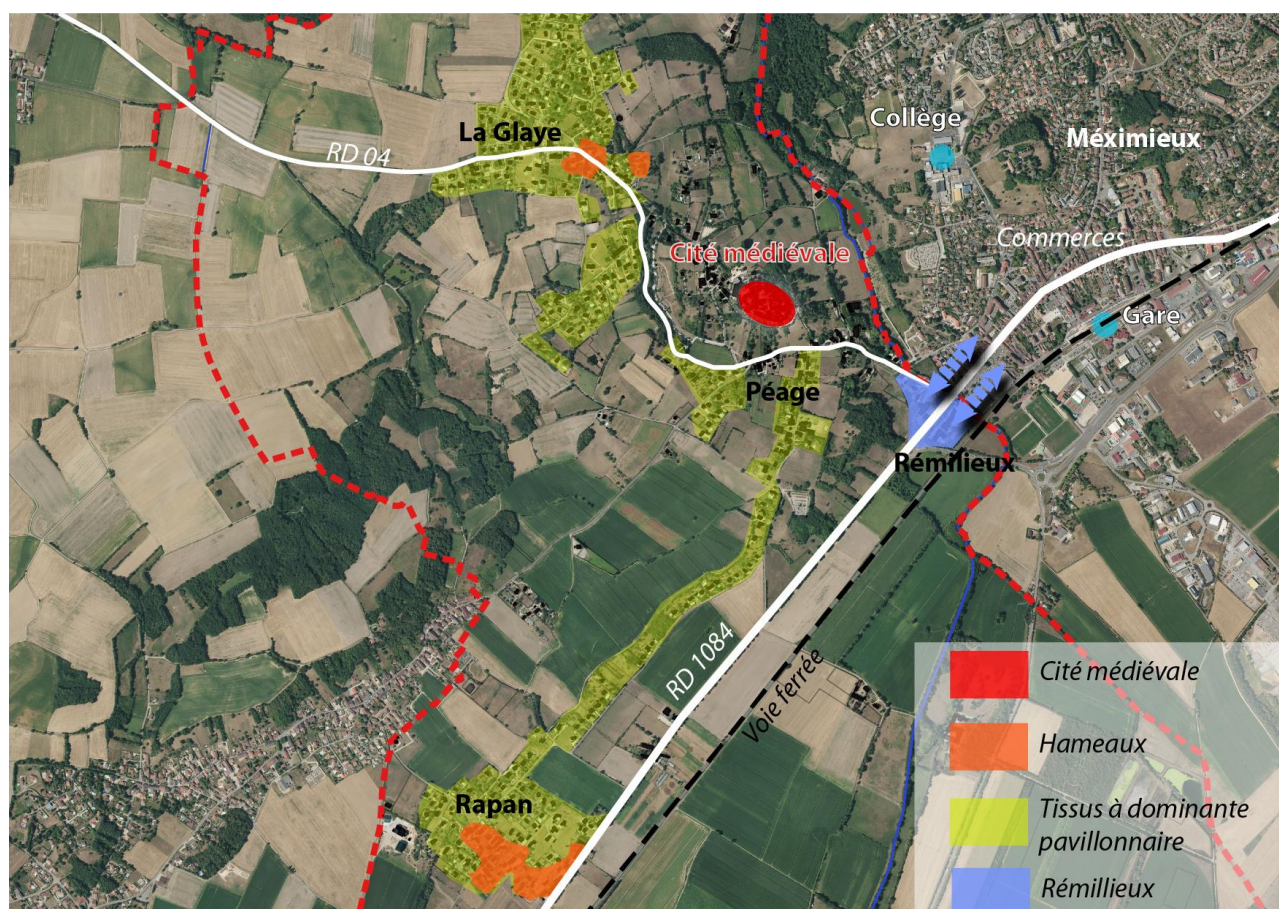 La Glaye
RD 04
Collège
Méximieux
Cité médiévale
Commerces
Gare
Péage
Rémilieux
RD 1084
Voie ferrée
Rapan
Cité médiévale
Hameaux
Tissus à dominante
pavillonnaire
Rémillieux